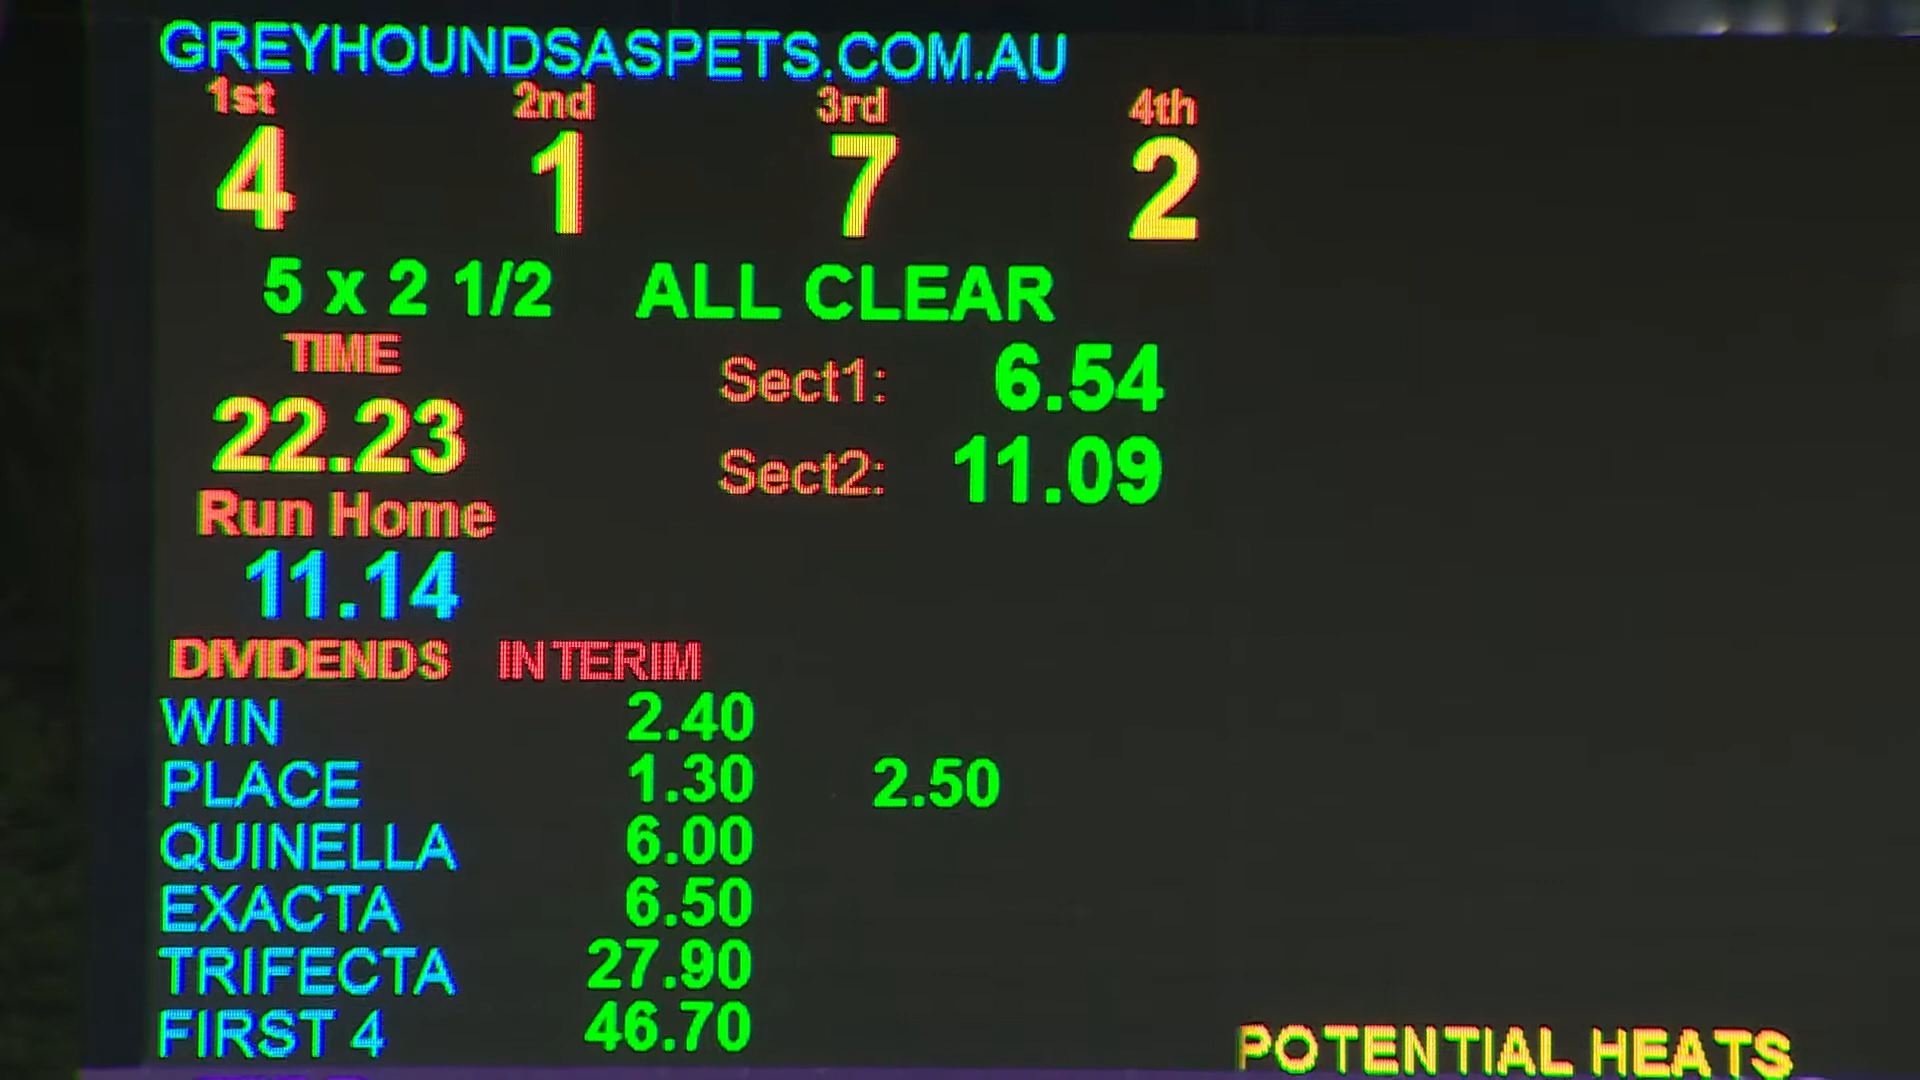 GREYHOUNDSASPETS.COM.AU
1st 2nd 3rd 4th
4 1 7 2
5 x 2 1/2 ALL CLEAR
TIME
22.23
Sect1: 6.54
Sect2: 11.09
Run Home
11.14
DIVIDENDS INTERIM
WIN 2.40
PLACE 1.30 2.50
QUINELLA 6.00
EXACTA 6.50
TRIFECTA 27.90
FIRST 4 46.70
POTENTIAL HEATS